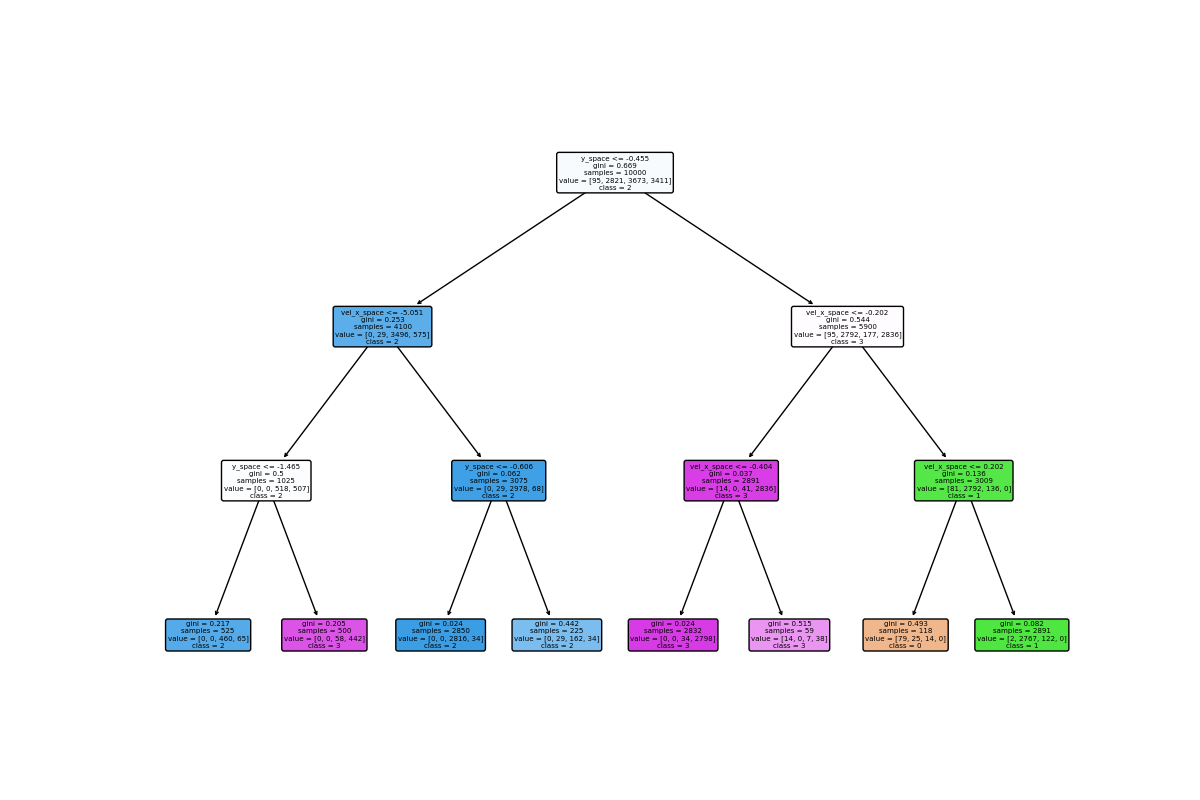 y_space <= -0.455
gini = 0.669
samples = 10000
value = [95, 2821, 3673, 3411]
class = 2
vel_x_space <= -5.051
gini = 0.253
samples = 4100
value = [0, 29, 3496, 575]
class = 2
vel_x_space <= -0.202
gini = 0.544
samples = 5900
value = [95, 2792, 177, 2836]
class = 3
y_space <= -1.465
gini = 0.5
samples = 1025
value = [0, 0, 518, 507]
class = 2
y_space <= -0.606
gini = 0.062
samples = 3075
value = [0, 29, 2978, 68]
class = 2
vel_x_space <= -0.404
gini = 0.037
samples = 2891
value = [14, 0, 41, 2836]
class = 3
vel_x_space <= 0.202
gini = 0.136
samples = 3009
value = [81, 2792, 136, 0]
class = 1
gini = 0.217
samples = 525
value = [0, 0, 460, 65]
class = 2
gini = 0.205
samples = 500
value = [0, 0, 58, 442]
class = 3
gini = 0.024
samples = 2850
value = [0, 0, 2816, 34]
class = 2
gini = 0.442
samples = 225
value = [0, 29, 162, 34]
class = 2
gini = 0.024
samples = 2832
value = [0, 0, 34, 2798]
class = 3
gini = 0.515
samples = 59
value = [14, 0, 7, 38]
class = 3
gini = 0.493
samples = 118
value = [79, 25, 14, 0]
class = 0
gini = 0.082
samples = 2891
value = [2, 2767, 122, 0]
class = 1